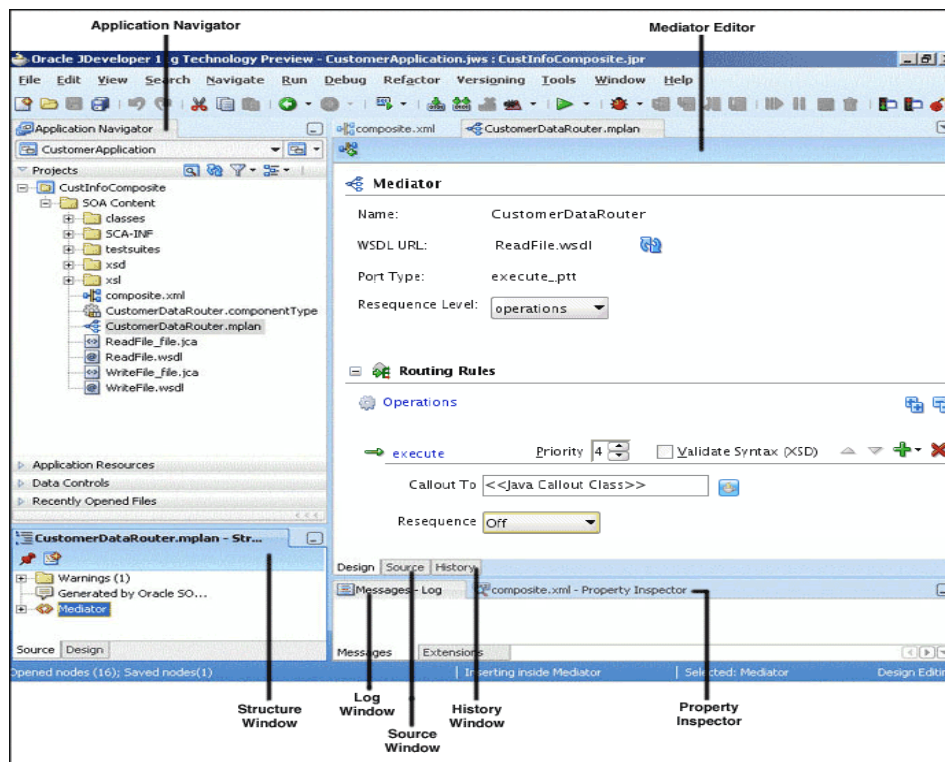 Application Navigator
Mediator Editor
Oracle JDeveloper 11g Technology Preview - CustomerApplication.jws : CustInfoComposite.jpr
File Edit View Search Navigate Run Debug Refactor Versioning Tools Window Help
Application Navigator
composite.xml
CustomerDataRouter.mplan
CustomerApplication
Projects
CustInfoComposite
SOA Content
classes
SCA-INF
testsuites
xsd
xsl
composite.xml
CustomerDataRouter.componentType
CustomerDataRouter.mplan
ReadFile_file.jca
ReadFile.wsdl
WriteFile_file.jca
WriteFile.wsdl
Application Resources
Data Controls
Recently Opened Files
Mediator
Name: CustomerDataRouter
WSDL URL: ReadFile.wsdl
Port Type: execute_ptt
Resequence Level: operations
Routing Rules
Operations
execute Priority 4 Validate Syntax (XSD)
Callout To <<Java Callout Class>>
Resequence Off
Design Source History
CustomerDataRouter.mplan - Str...
Warnings (1)
Generated by Oracle SO...
Mediator
Source Design
Messages - Log
composite.xml - Property Inspector
Messages Extensions
Opened nodes (16); Saved nodes(1)
Inserting inside Mediator
Selected: Mediator
Design Editin
Structure Window
Log Window
Source Window
History Window
Property Inspector